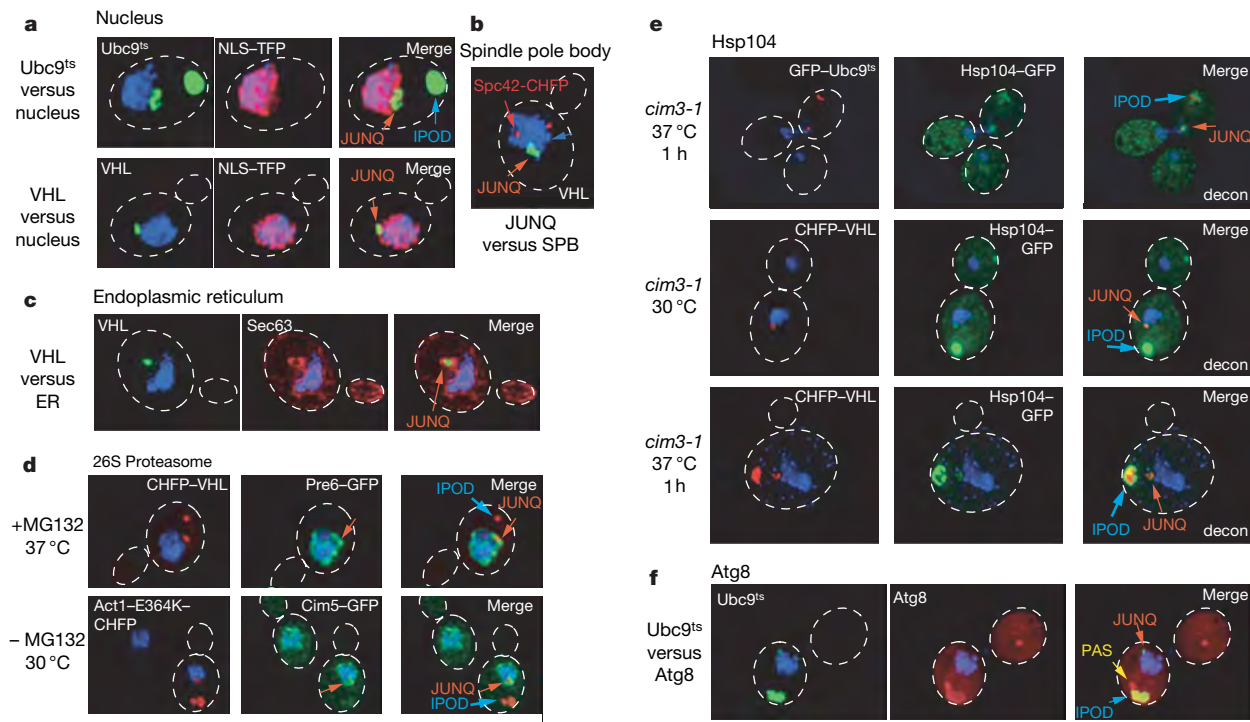 a
Nucleus
Ubc9ts
versus
nucleus
Ubc9ts
NLS–TFP
Merge
JUNQ
IPOD
VHL
versus
nucleus
VHL
NLS–TFP
Merge
JUNQ
b
Spindle pole body
Spc42-CHFP
JUNQ
VHL
JUNQ
versus SPB
c
Endoplasmic reticulum
VHL
versus
ER
VHL
Sec63
Merge
JUNQ
d
26S Proteasome
+MG132
37 °C
CHFP–VHL
Pre6–GFP
Merge
IPOD
JUNQ
– MG132
30 °C
Act1–E364K–
CHFP
Cim5–GFP
Merge
JUNQ
IPOD
e
Hsp104
cim3-1
37 °C
1 h
GFP–Ubc9ts
Hsp104–GFP
Merge
IPOD
JUNQ
decon
cim3-1
30 °C
CHFP–VHL
Hsp104–
GFP
Merge
JUNQ
IPOD
decon
cim3-1
37 °C
1 h
CHFP–VHL
Hsp104–
GFP
Merge
IPOD
JUNQ
decon
f
Atg8
Ubc9ts
versus
Atg8
Ubc9ts
Atg8
Merge
JUNQ
PAS
IPOD